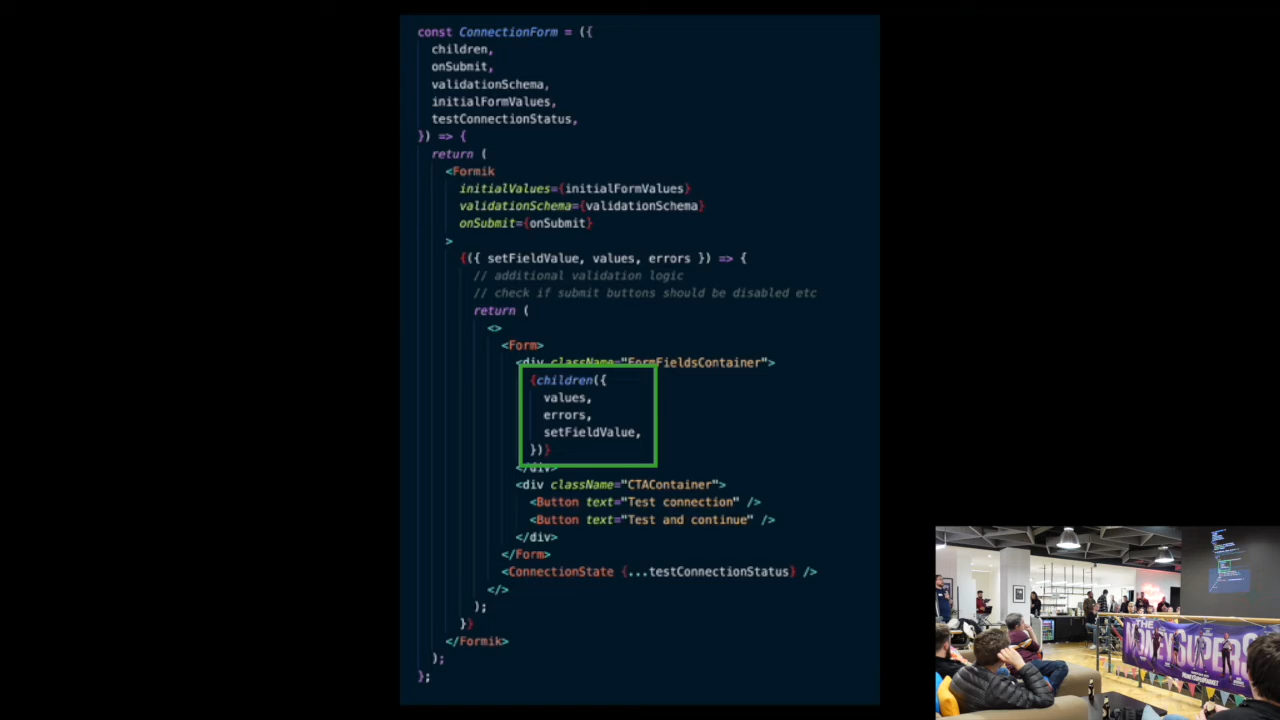 const ConnectionForm = ({
children,
onSubmit,
validationSchema,
initialFormValues,
testConnectionStatus,
}) => {
return (
<Formik
initialValues={initialFormValues}
validationSchema={validationSchema}
onSubmit={onSubmit}
>
{({ setFieldValue, values, errors }) => {
// additional validation logic
// check if submit buttons should be disabled etc
return (
<>
<Form>
<div className="FormFieldsContainer">
{children({
values,
errors,
setFieldValue,
})}
</div>
<div className="CTAContainer">
<Button text="Test connection" />
<Button text="Test and continue" />
</div>
</Form>
<ConnectionState {...testConnectionStatus} />
</>
);
}}
</Formik>
);
};
THE